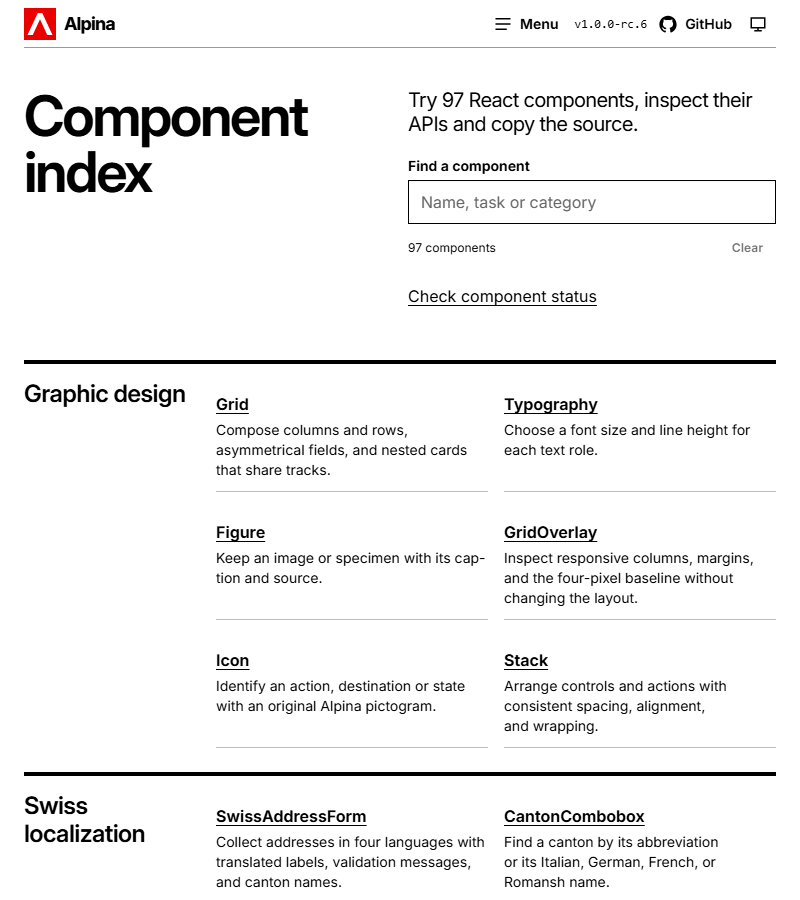 Alpina
Menu
v1.0.0-rc.6
GitHub
Component
index
Try 97 React components, inspect their
APIs and copy the source.
Find a component
Name, task or category
97 components
Clear
Check component status
Graphic design
Grid
Compose columns and rows,
asymmetrical fields, and nested cards
that share tracks.
Typography
Choose a font size and line height for
each text role.
Figure
Keep an image or specimen with its cap-
tion and source.
GridOverlay
Inspect responsive columns, margins,
and the four-pixel baseline without
changing the layout.
Icon
Identify an action, destination or state
with an original Alpina pictogram.
Stack
Arrange controls and actions with
consistent spacing, alignment,
and wrapping.
Swiss
localization
SwissAddressForm
Collect addresses in four languages with
translated labels, validation messages,
and canton names.
CantonCombobox
Find a canton by its abbreviation
or its Italian, German, French, or
Romansh name.